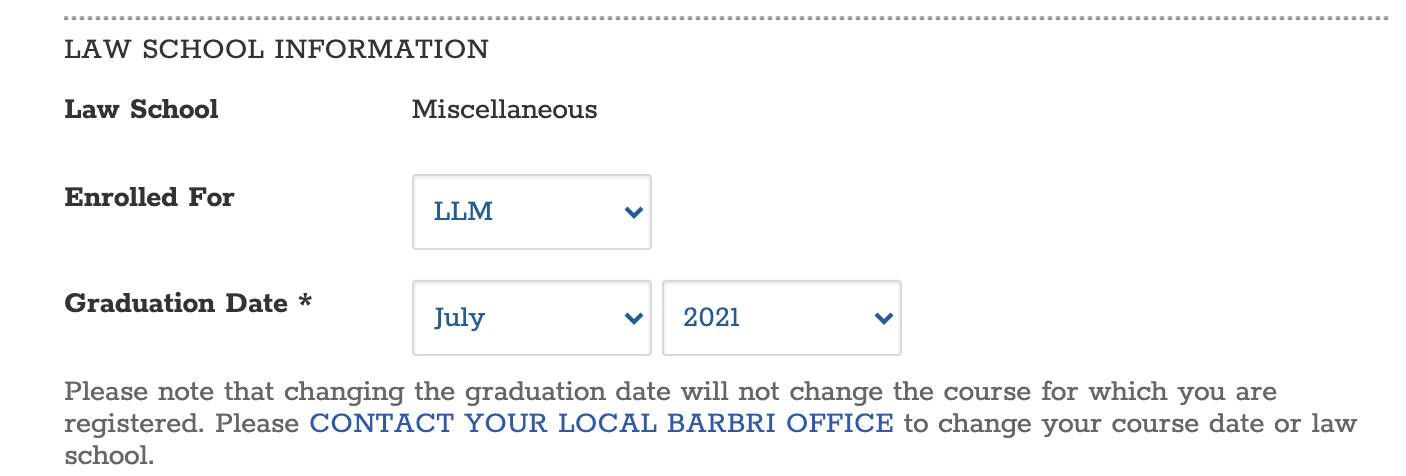 LAW SCHOOL INFORMATION
Law School Miscellaneous
Enrolled For LLM
Graduation Date * July 2021
Please note that changing the graduation date will not change the course for which you are
registered. Please CONTACT YOUR LOCAL BARBRI OFFICE to change your course date or law
school.